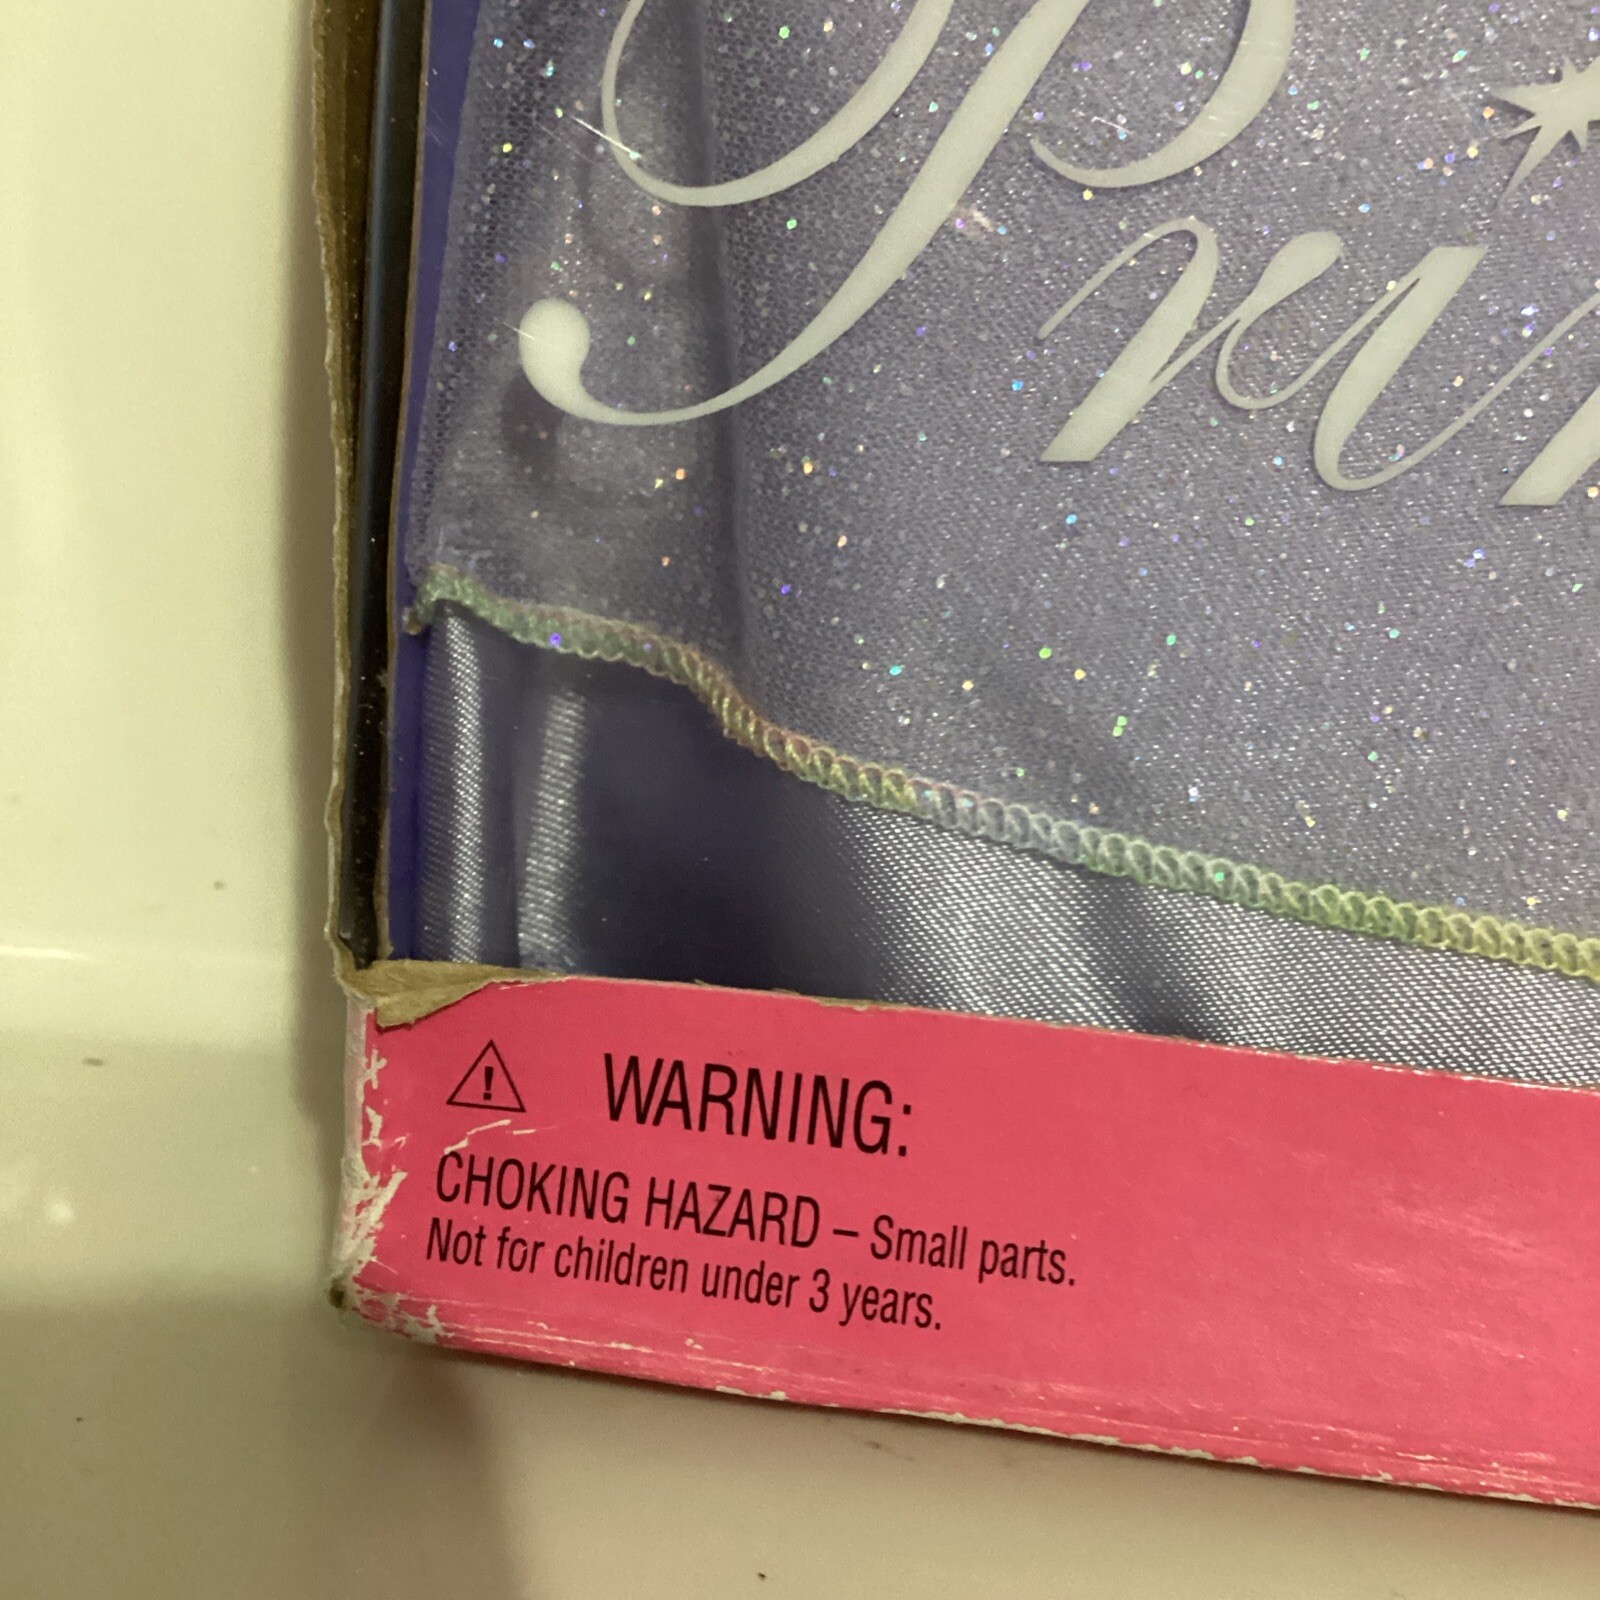 WARNING:
CHOKING HAZARD – Small parts.
Not for children under 3 years.